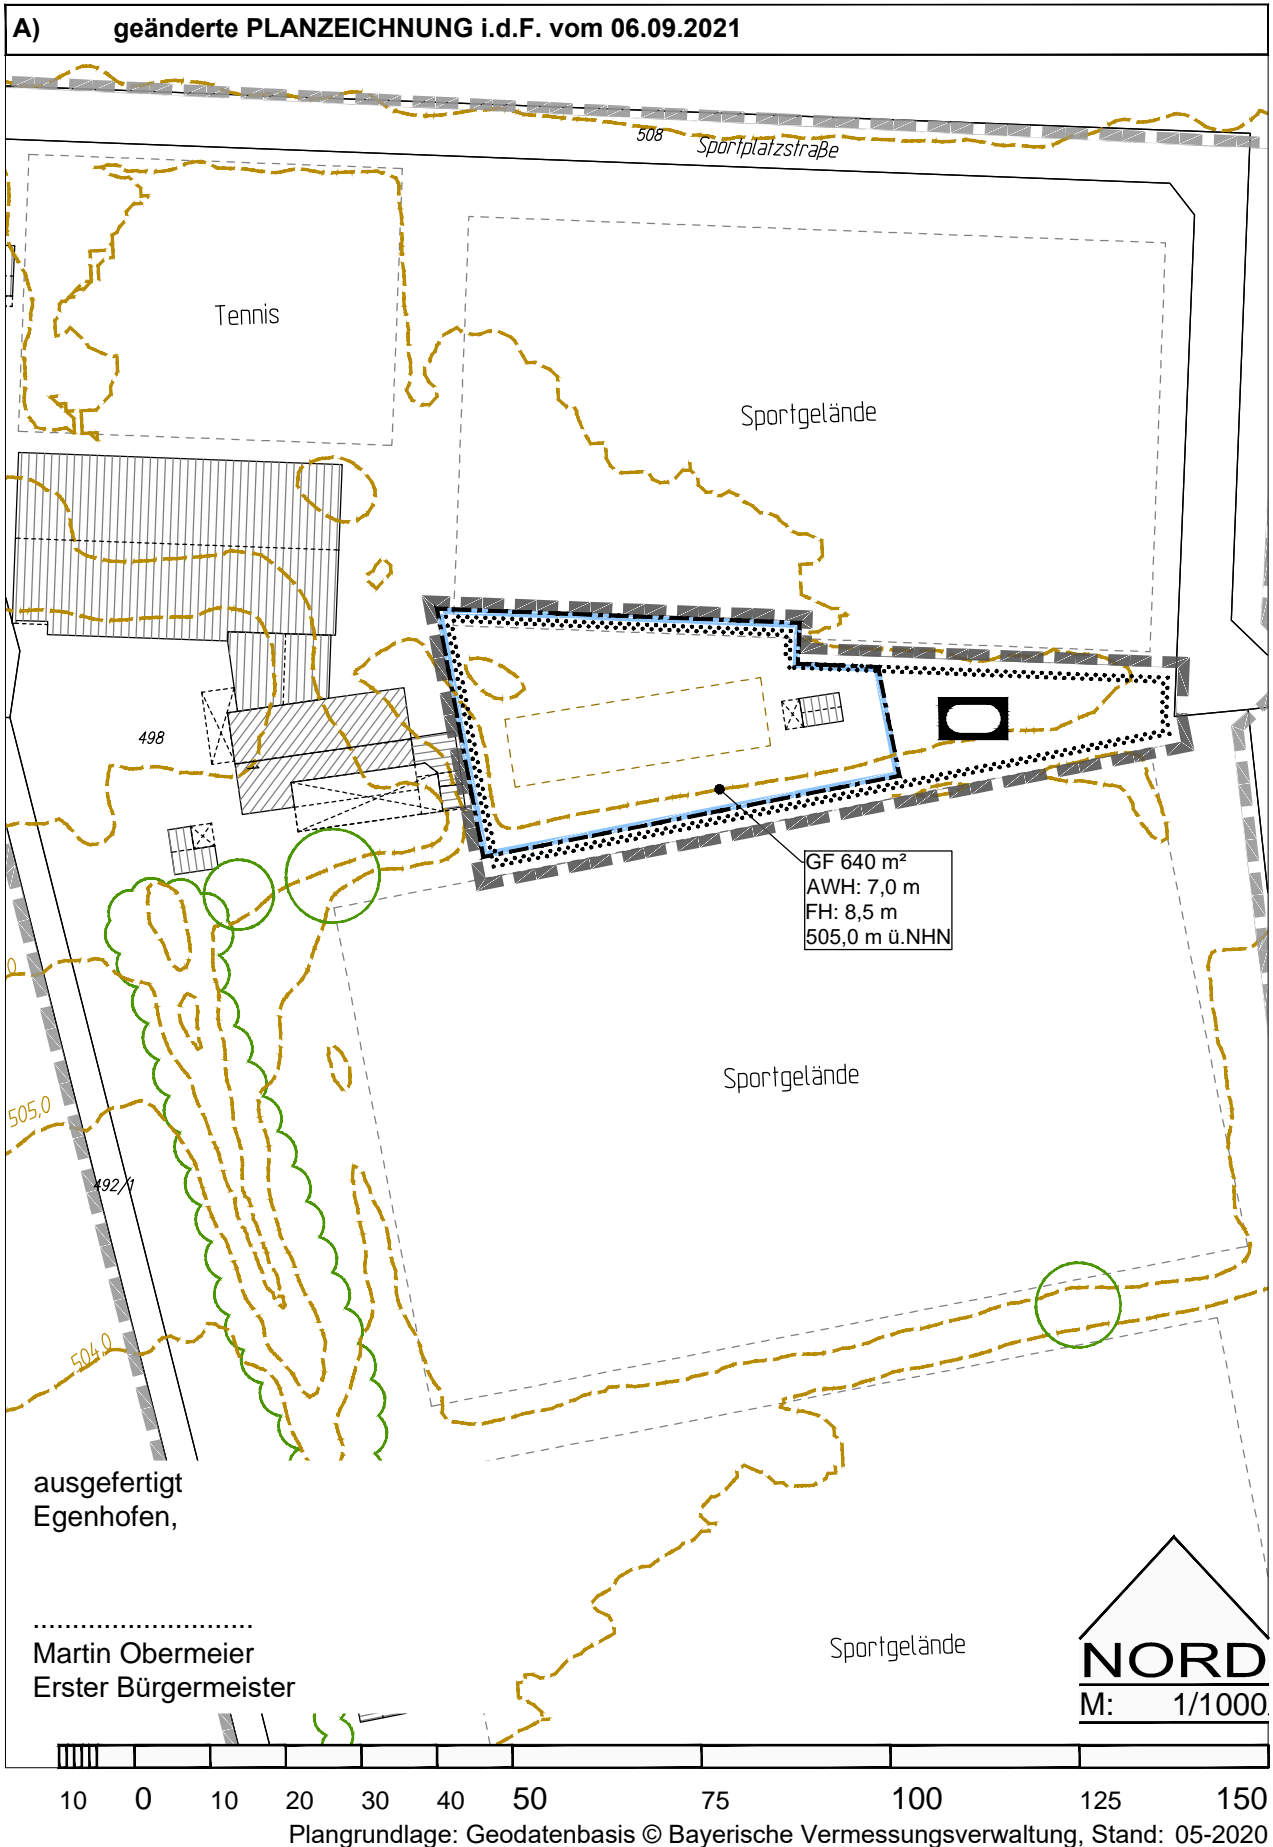 A) geänderte PLANZEICHNUNG i.d.F. vom 06.09.2021
508
Sportplatzstraße
Tennis
Sportgelände
498
GF 640 m²
AWH: 7,0 m
FH: 8,5 m
505,0 m ü.NHN
0
Sportgelände
505,0
492/1
504,0
ausgefertigt
Egenhofen,
...........................
Martin Obermeier
Erster Bürgermeister
Sportgelände
NORD
M: 1/1000
10 0 10 20 30 40 50 75 100 125 150
Plangrundlage: Geodatenbasis © Bayerische Vermessungsverwaltung, Stand: 05-2020